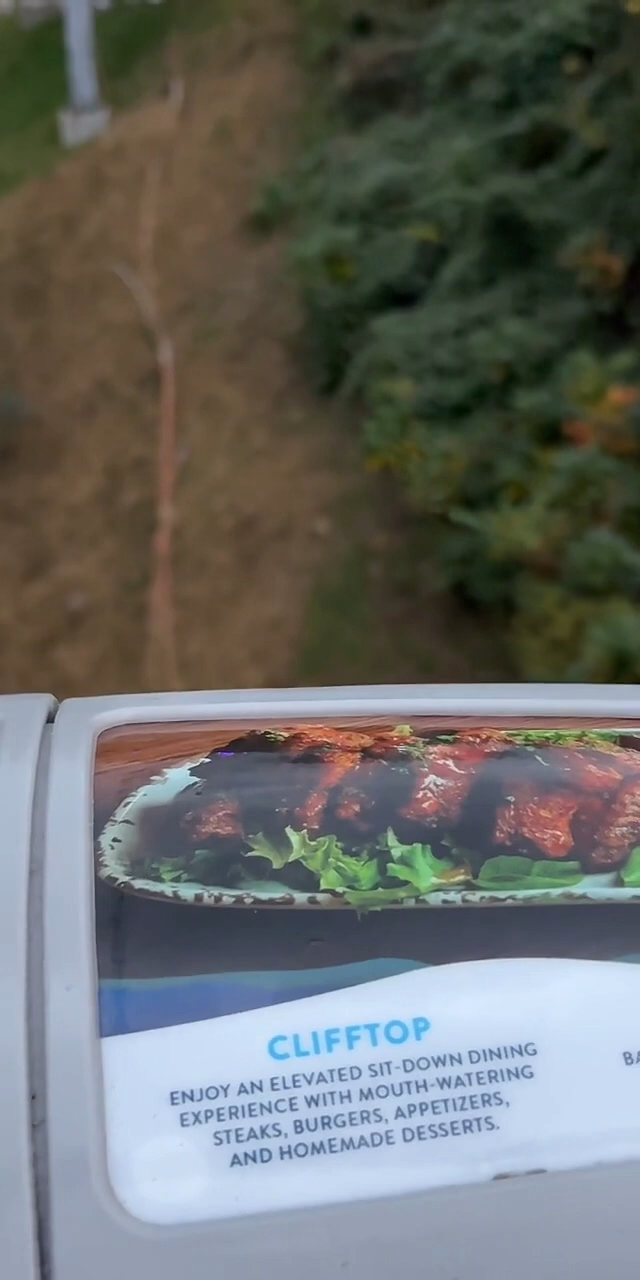 CLIFFTOP
ENJOY AN ELEVATED SIT-DOWN DINING
EXPERIENCE WITH MOUTH-WATERING
STEAKS, BURGERS, APPETIZERS,
AND HOMEMADE DESSERTS.